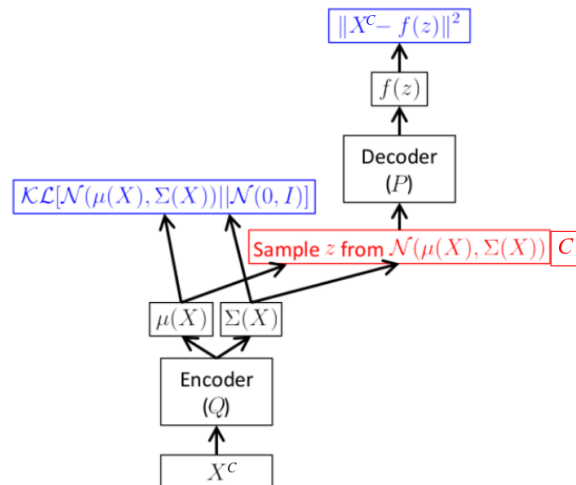 ‖X^C − f(z)‖²
f(z)
Decoder
(P)
𝒦ℒ[𝒩(μ(X), Σ(X))||𝒩(0, I)]
Sample z from 𝒩(μ(X), Σ(X)) C
μ(X) Σ(X)
Encoder
(Q)
X^C